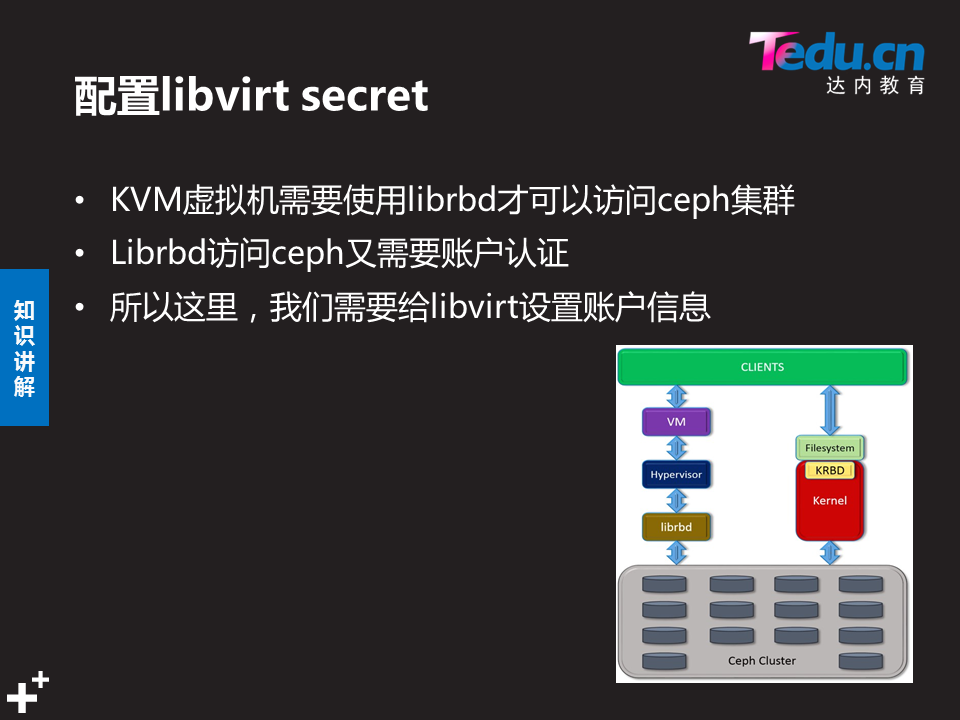 Tedu.cn
达内教育
配置libvirt secret
• KVM虚拟机需要使用librbd才可以访问ceph集群
• Librbd访问ceph又需要账户认证
• 所以这里，我们需要给libvirt设置账户信息
知
识
讲
解
CLIENTS
VM
Filesystem
KRBD
Hypervisor
Kernel
librbd
Ceph Cluster